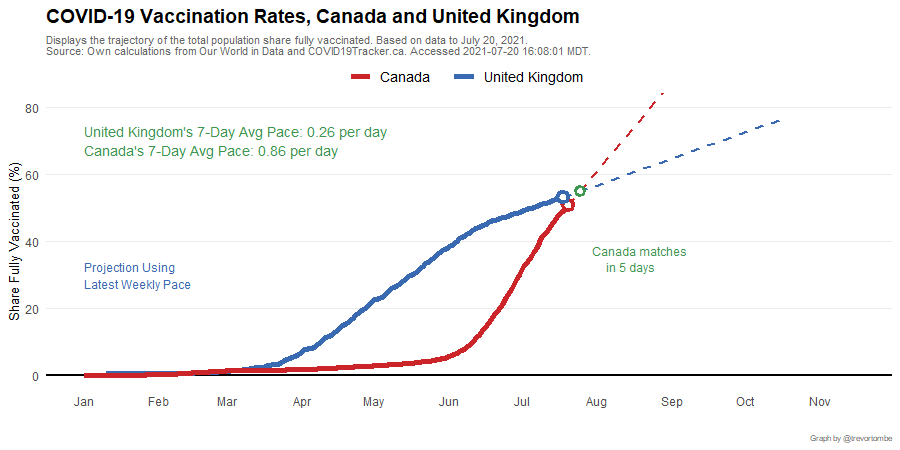 COVID-19 Vaccination Rates, Canada and United Kingdom
Displays the trajectory of the total population share fully vaccinated. Based on data to July 20, 2021.
Source: Own calculations from Our World in Data and COVID19Tracker.ca. Accessed 2021-07-20 16:08:01 MDT.
Canada United Kingdom
80
United Kingdom's 7-Day Avg Pace: 0.26 per day
Canada's 7-Day Avg Pace: 0.86 per day
60
Share Fully Vaccinated (%)
40
Canada matches
in 5 days
Projection Using
Latest Weekly Pace
20
0
Jan Feb Mar Apr May Jun Jul Aug Sep Oct Nov
Graph by @trevortombe